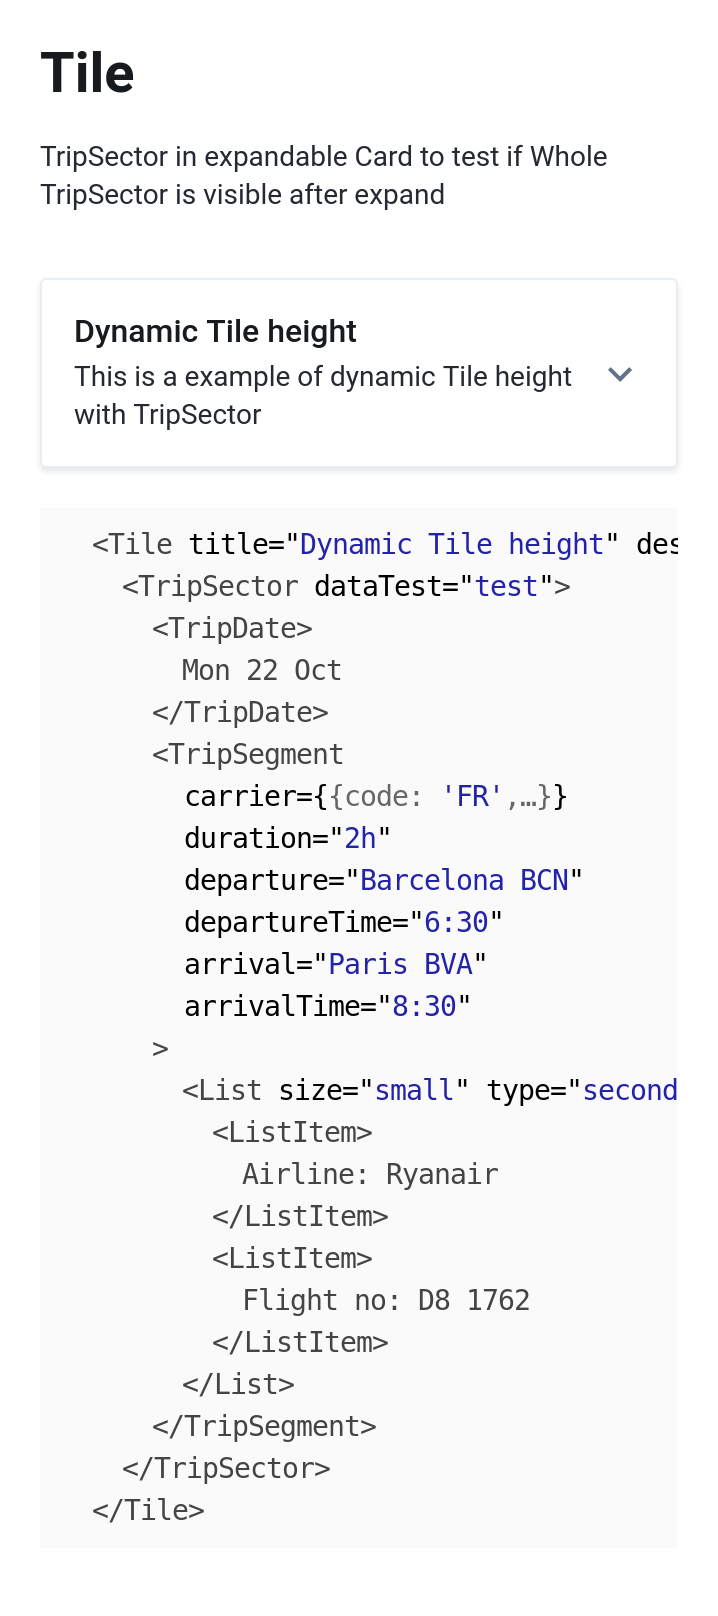 Tile
TripSector in expandable Card to test if Whole
TripSector is visible after expand
Dynamic Tile height
This is a example of dynamic Tile height
with TripSector
<Tile title="Dynamic Tile height" des
<TripSector dataTest="test">
<TripDate>
Mon 22 Oct
</TripDate>
<TripSegment
carrier={{code: 'FR',…}}
duration="2h"
departure="Barcelona BCN"
departureTime="6:30"
arrival="Paris BVA"
arrivalTime="8:30"
>
<List size="small" type="second
<ListItem>
Airline: Ryanair
</ListItem>
<ListItem>
Flight no: D8 1762
</ListItem>
</List>
</TripSegment>
</TripSector>
</Tile>